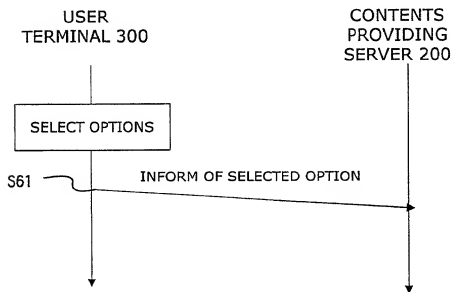 USER
TERMINAL 300
CONTENTS
PROVIDING
SERVER 200
SELECT OPTIONS
S61
INFORM OF SELECTED OPTION